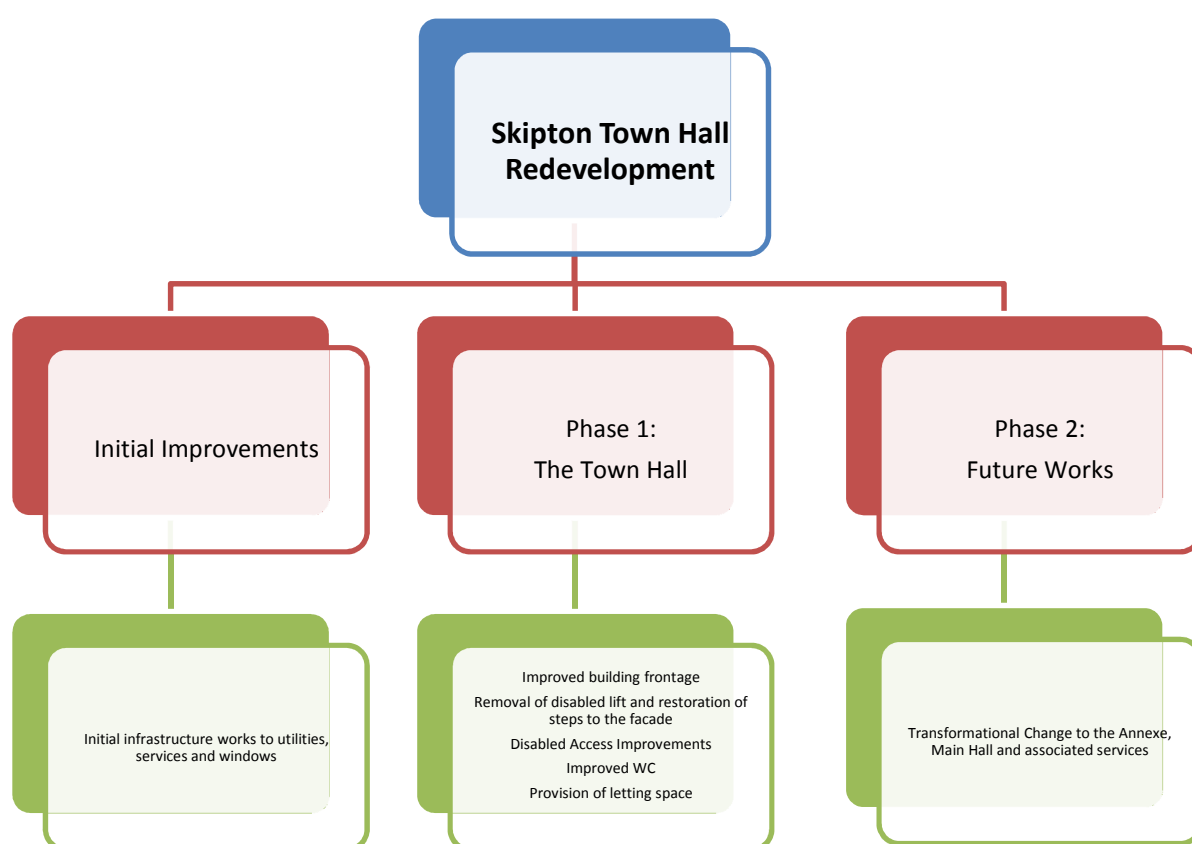 Skipton Town Hall
Redevelopment
Initial Improvements
Phase 1:
The Town Hall
Phase 2:
Future Works
Initial infrastructure works to utilities,
services and windows
Improved building frontage
Removal of disabled lift and restoration of
steps to the facade
Disabled Access Improvements
Improved WC
Provision of letting space
Transformational Change to the Annexe,
Main Hall and associated services